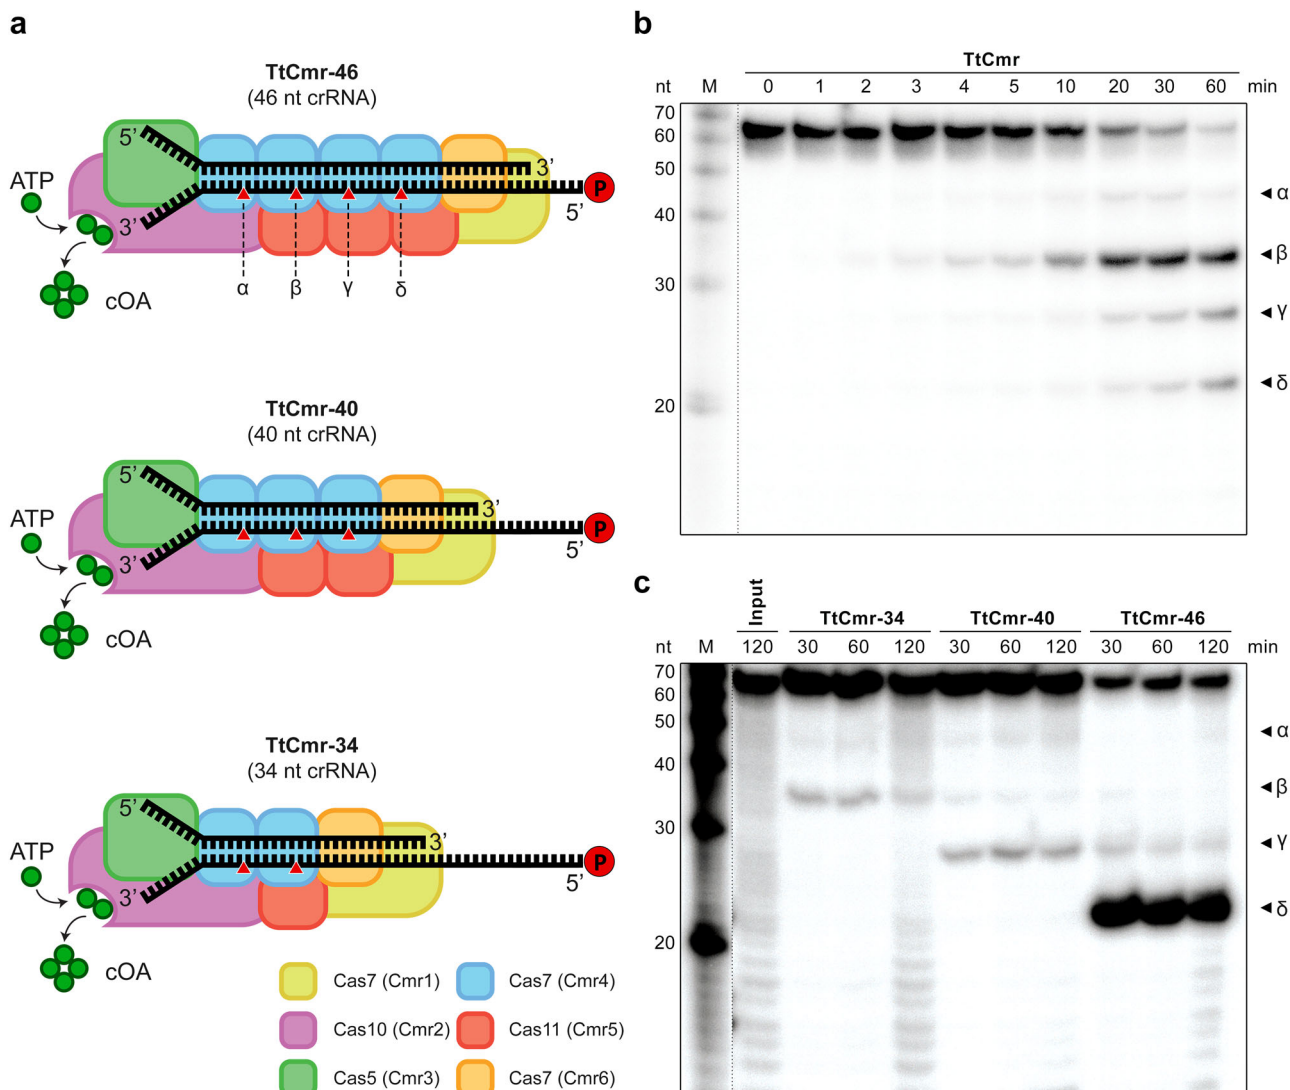 a
TtCmr-46
(46 nt crRNA)
5’
3’
ATP
P
3’
5’
cOA
α β γ δ
TtCmr-40
(40 nt crRNA)
5’
3’
ATP
P
3’
5’
cOA
TtCmr-34
(34 nt crRNA)
5’
3’
ATP
P
3’
5’
cOA
Cas7 (Cmr1)
Cas7 (Cmr4)
Cas10 (Cmr2)
Cas11 (Cmr5)
Cas5 (Cmr3)
Cas7 (Cmr6)
b
TtCmr
nt M 0 1 2 3 4 5 10 20 30 60 min
70
60
50
40
30
20
α
β
γ
δ
c
Input TtCmr-34 TtCmr-40 TtCmr-46
nt M 120 30 60 120 30 60 120 30 60 120 min
70
60
50
40
30
20
α
β
γ
δ